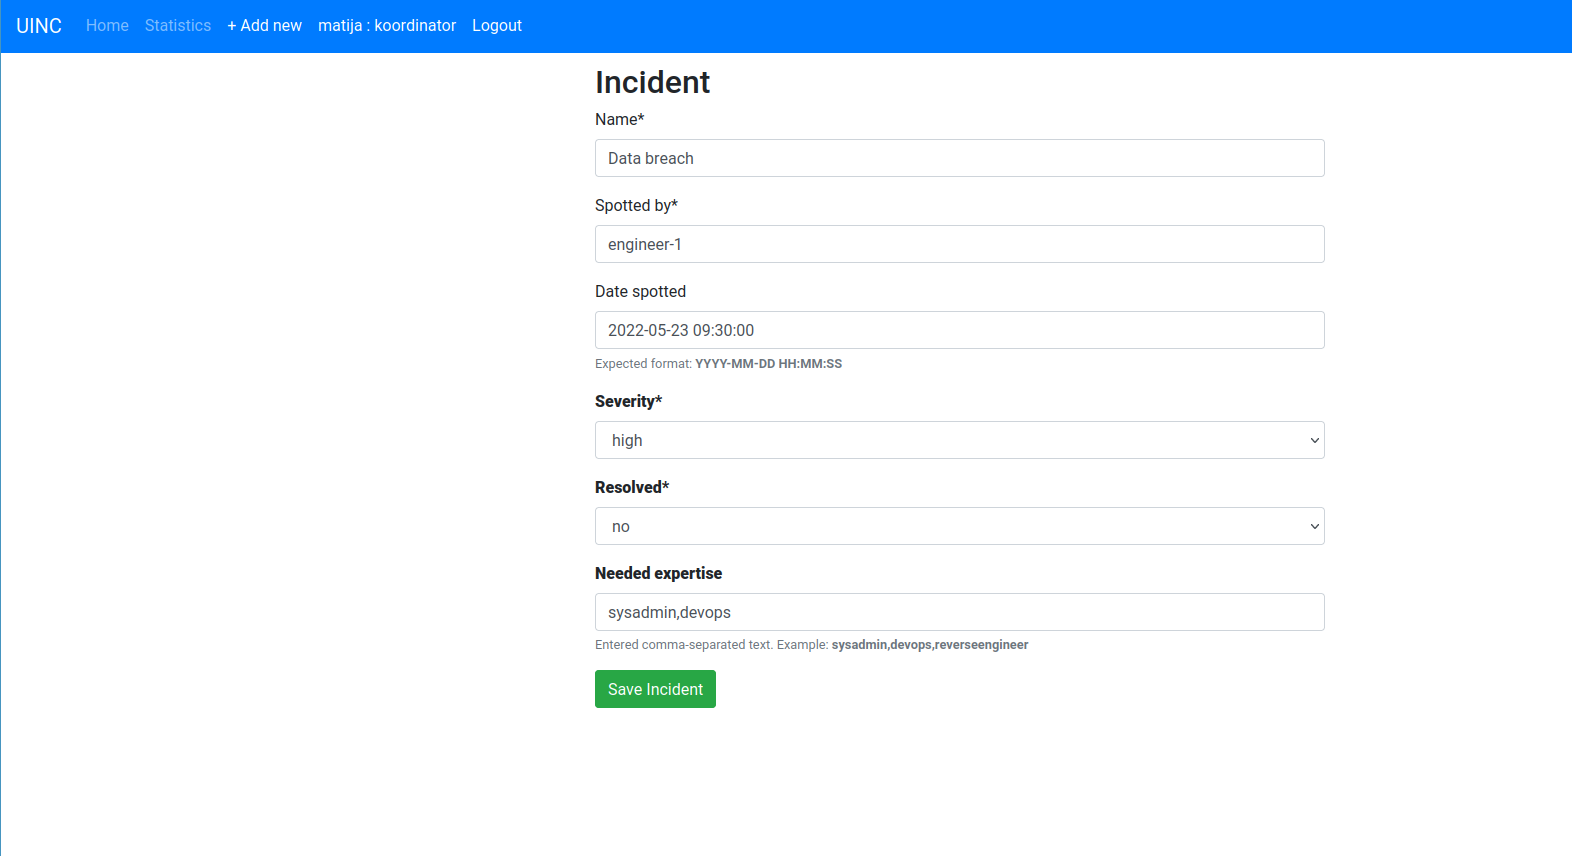 UINC Home Statistics + Add new matija : koordinator Logout
Incident
Name*
Data breach
Spotted by*
engineer-1
Date spotted
2022-05-23 09:30:00
Expected format: YYYY-MM-DD HH:MM:SS
Severity*
high
Resolved*
no
Needed expertise
sysadmin,devops
Entered comma-separated text. Example: sysadmin,devops,reverseengineer
Save Incident